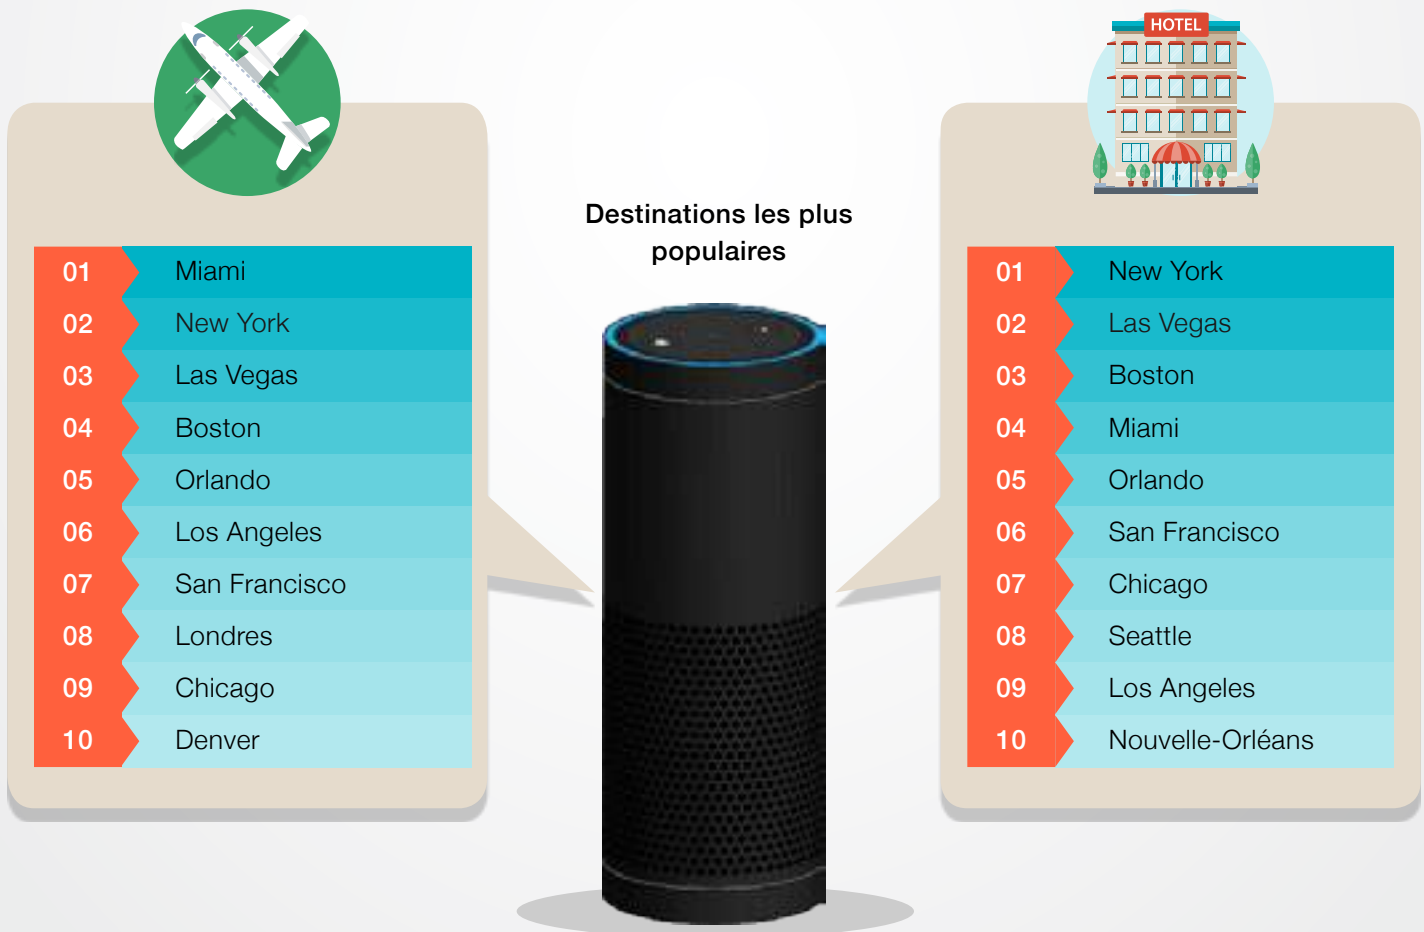 HOTEL
Destinations les plus
populaires
01 Miami
02 New York
03 Las Vegas
04 Boston
05 Orlando
06 Los Angeles
07 San Francisco
08 Londres
09 Chicago
10 Denver
01 New York
02 Las Vegas
03 Boston
04 Miami
05 Orlando
06 San Francisco
07 Chicago
08 Seattle
09 Los Angeles
10 Nouvelle-Orléans